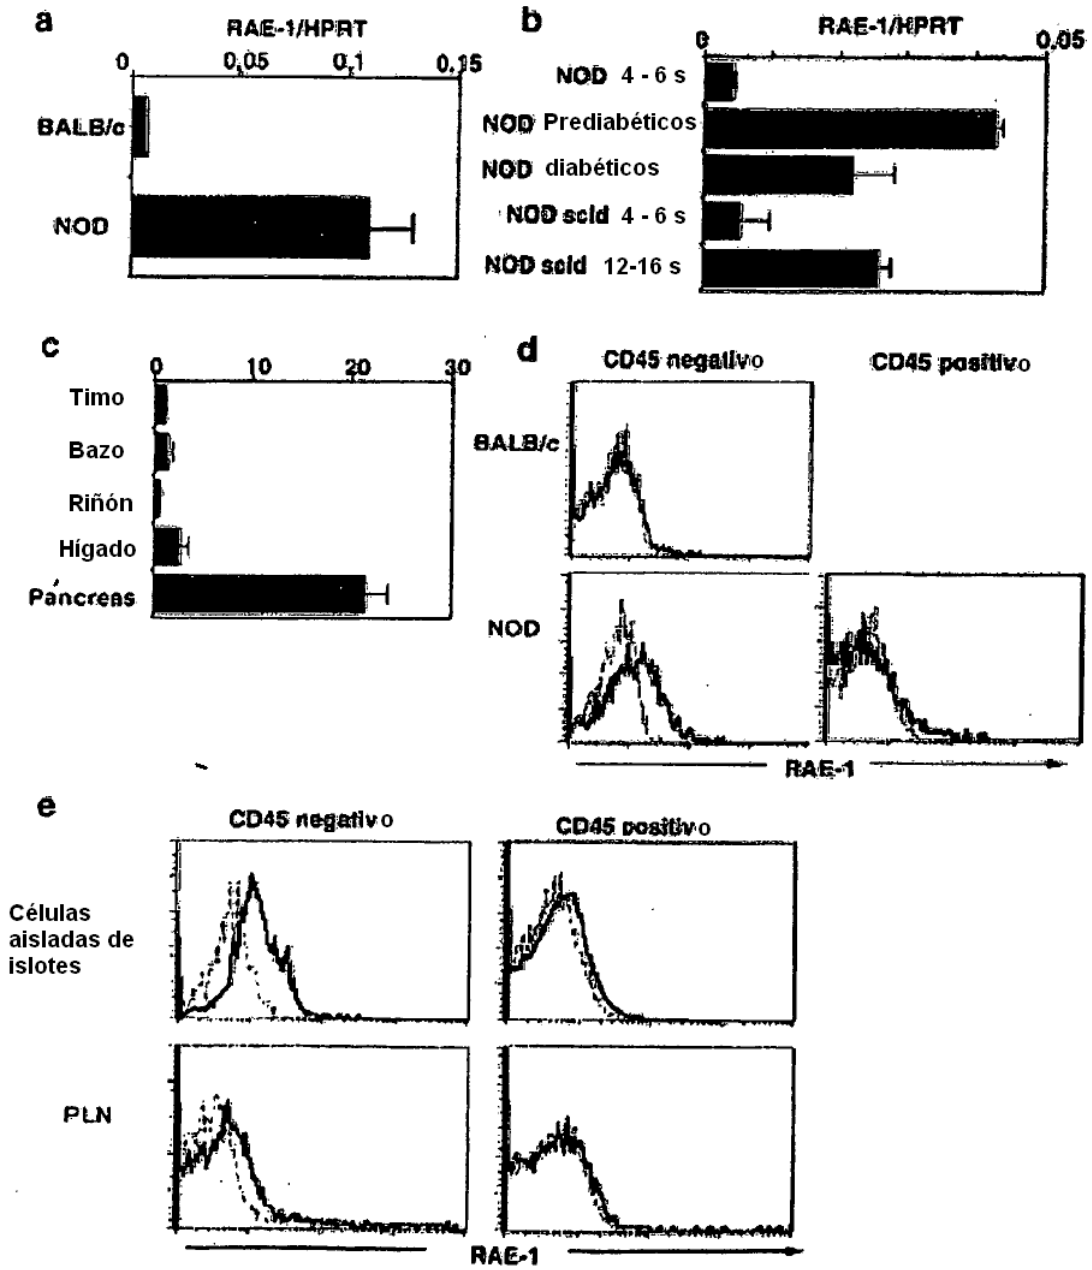 a
RAE-1/HPRT
0 0,05 0,1 0,15
BALB/c
NOD
b
RAE-1/HPRT
0 0,05
NOD 4 - 6 s
NOD Prediabéticos
NOD diabéticos
NOD scid 4 - 6 s
NOD scid 12-16 s
c
0 10 20 30
Timo
Bazo
Riñón
Hígado
Páncreas
d
CD45 negativo CD45 positivo
BALB/c
NOD
RAE-1
e
CD45 negativo CD45 positivo
Células
aisladas de
islotes
PLN
RAE-1